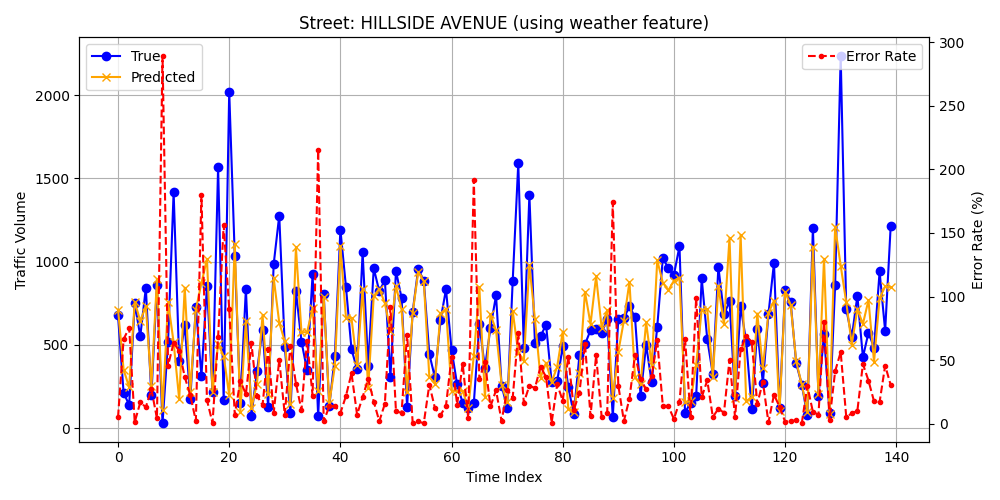 Street: HILLSIDE AVENUE (using weather feature)
True
Predicted
Error Rate
Traffic Volume
0
500
1000
1500
2000
0
50
100
150
200
250
300
Error Rate (%)
0
20
40
60
80
100
120
140
Time Index